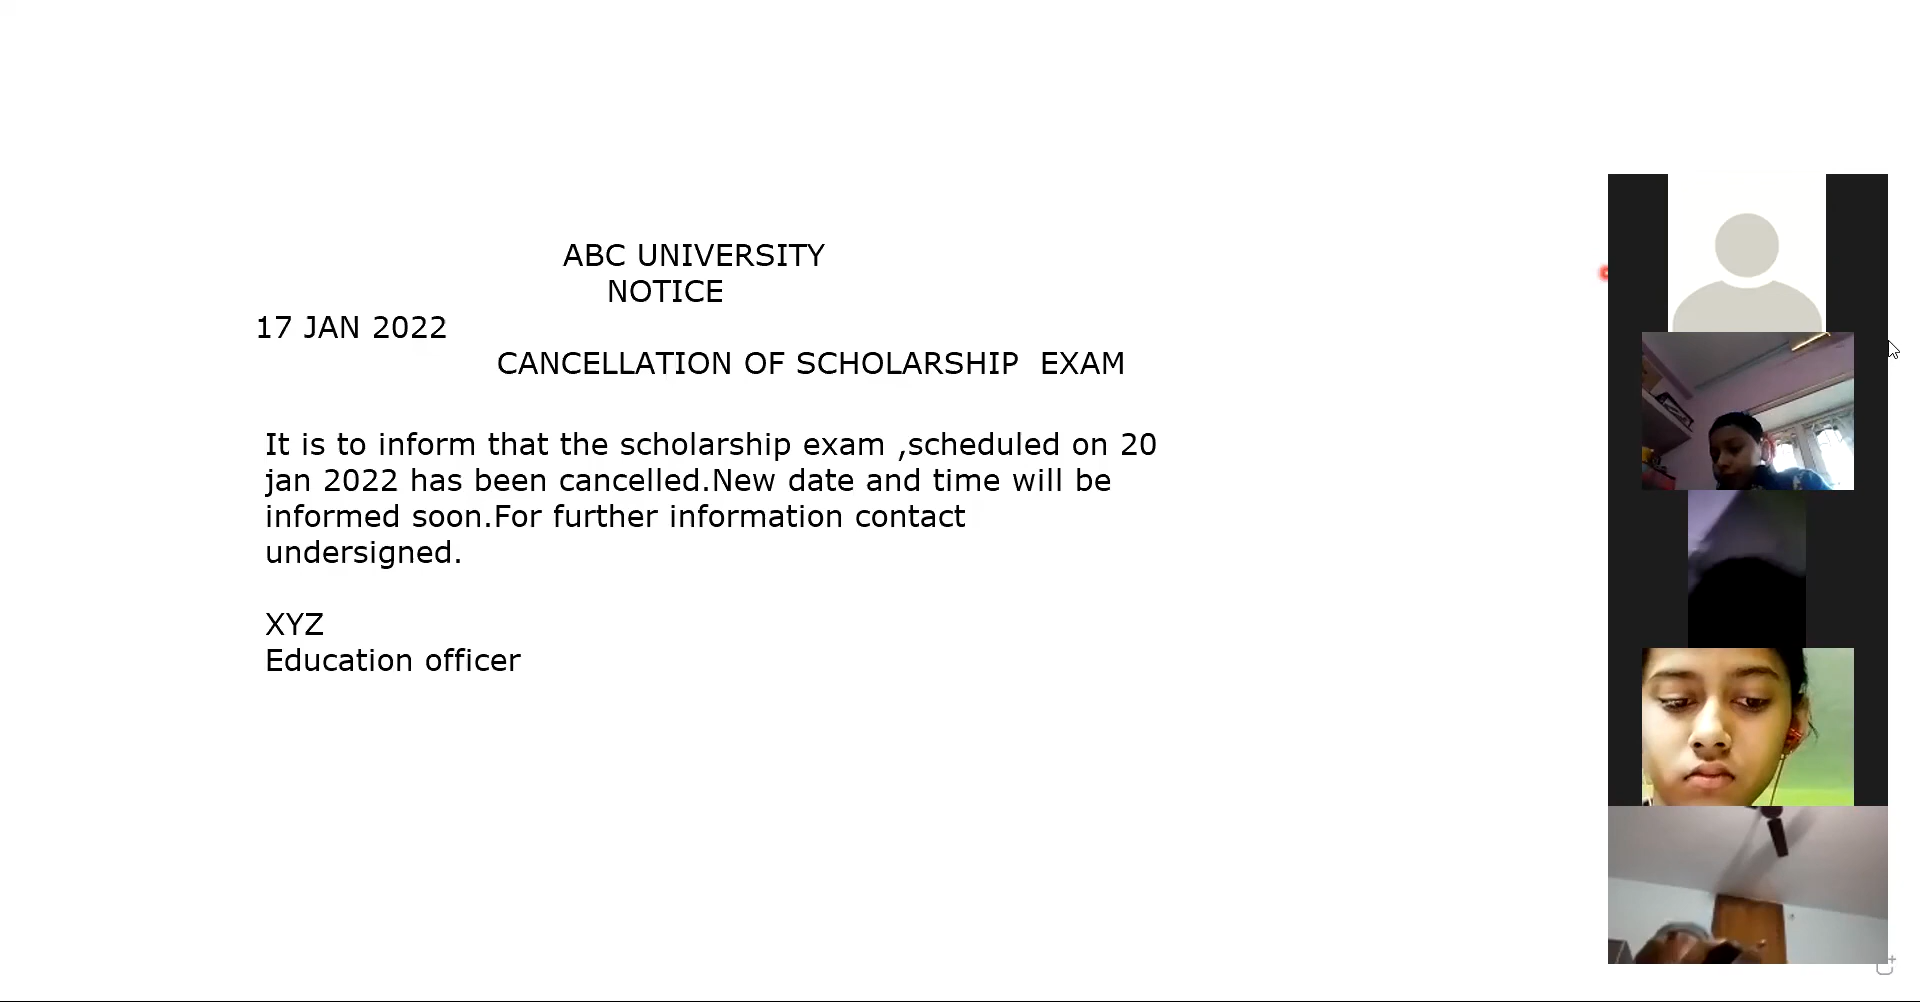 ABC UNIVERSITY
NOTICE
17 JAN 2022
CANCELLATION OF SCHOLARSHIP  EXAM
It is to inform that the scholarship exam ,scheduled on 20
jan 2022 has been cancelled.New date and time will be
informed soon.For further information contact
undersigned.
XYZ
Education officer